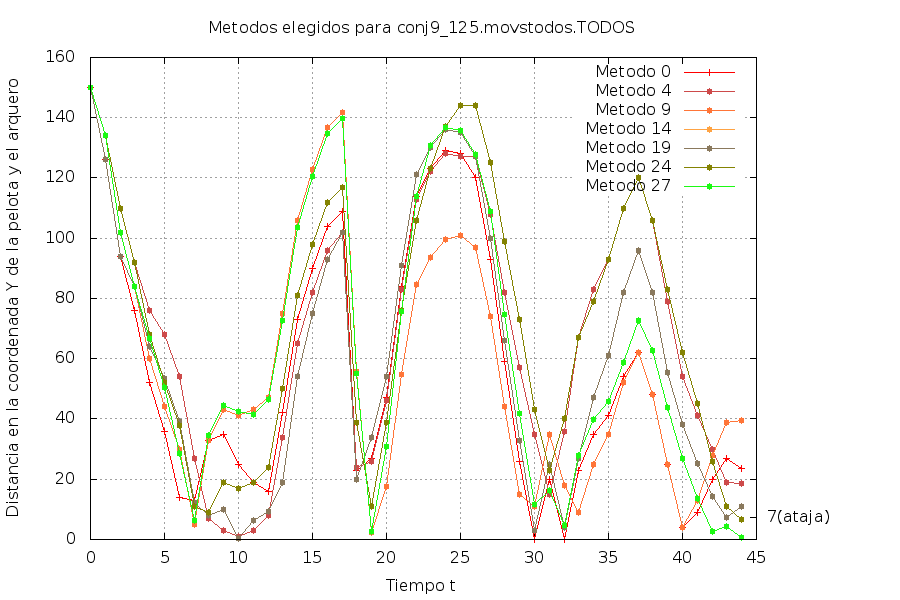 Metodos elegidos para conj9_125.movstodos.TODOS
Distancia en la coordenada Y de la pelota y el arquero
160
140
120
100
80
60
40
20
0
Metodo 0
Metodo 4
Metodo 9
Metodo 14
Metodo 19
Metodo 24
Metodo 27
7(ataja)
0 5 10 15 20 25 30 35 40 45
Tiempo t